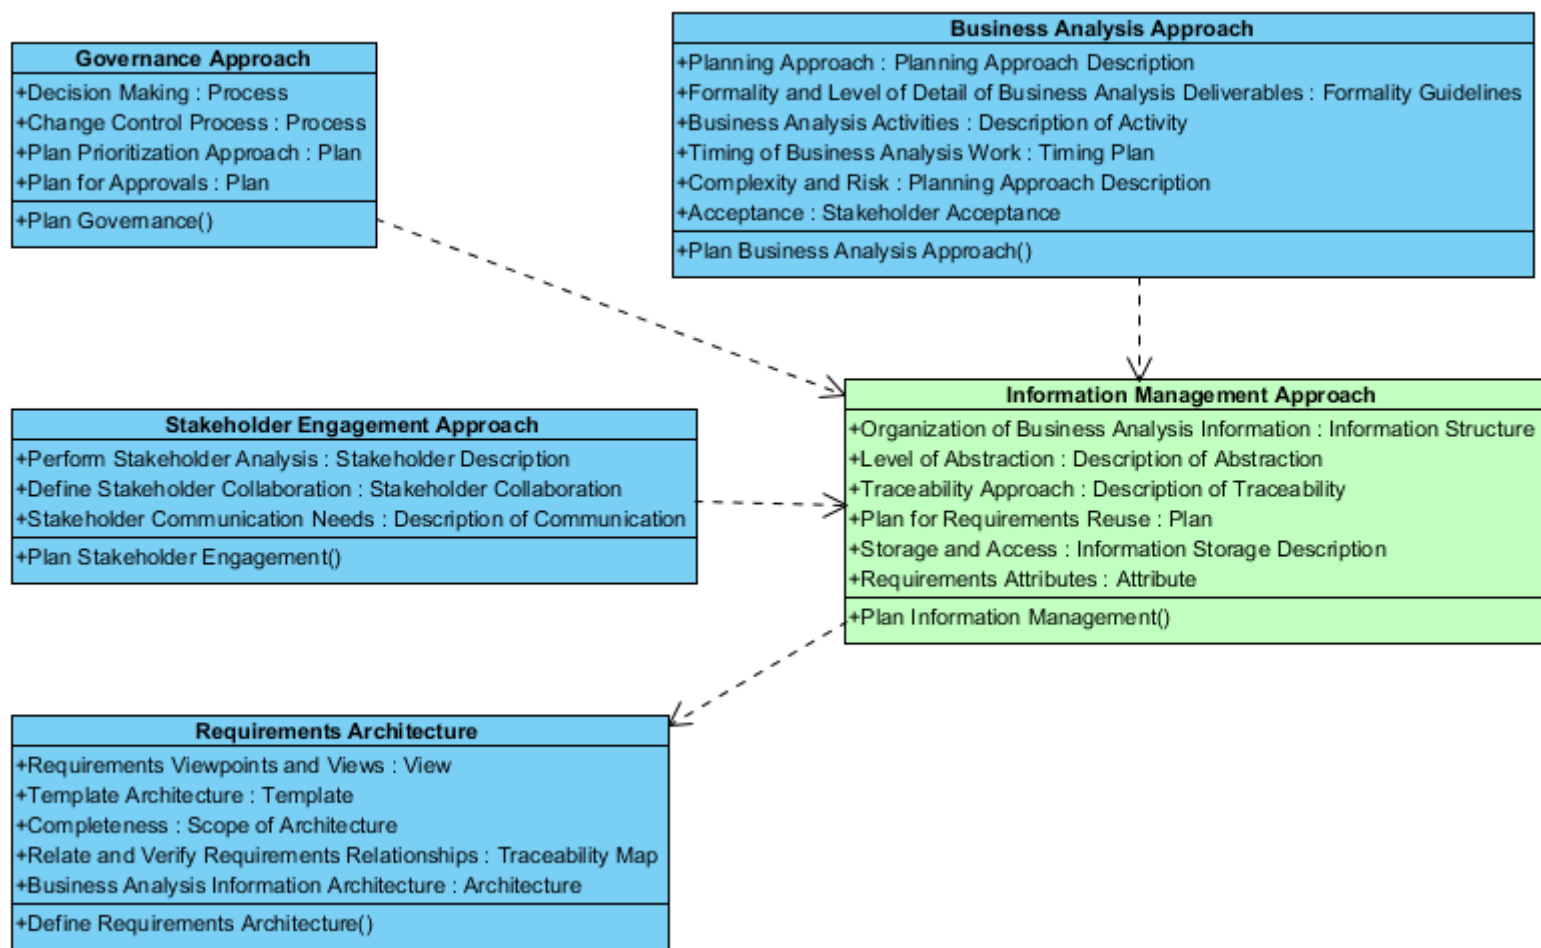 Governance Approach
+Decision Making : Process
+Change Control Process : Process
+Plan Prioritization Approach : Plan
+Plan for Approvals : Plan
+Plan Governance()
Business Analysis Approach
+Planning Approach : Planning Approach Description
+Formality and Level of Detail of Business Analysis Deliverables : Formality Guidelines
+Business Analysis Activities : Description of Activity
+Timing of Business Analysis Work : Timing Plan
+Complexity and Risk : Planning Approach Description
+Acceptance : Stakeholder Acceptance
+Plan Business Analysis Approach()
Stakeholder Engagement Approach
+Perform Stakeholder Analysis : Stakeholder Description
+Define Stakeholder Collaboration : Stakeholder Collaboration
+Stakeholder Communication Needs : Description of Communication
+Plan Stakeholder Engagement()
Information Management Approach
+Organization of Business Analysis Information : Information Structure
+Level of Abstraction : Description of Abstraction
+Traceability Approach : Description of Traceability
+Plan for Requirements Reuse : Plan
+Storage and Access : Information Storage Description
+Requirements Attributes : Attribute
+Plan Information Management()
Requirements Architecture
+Requirements Viewpoints and Views : View
+Template Architecture : Template
+Completeness : Scope of Architecture
+Relate and Verify Requirements Relationships : Traceability Map
+Business Analysis Information Architecture : Architecture
+Define Requirements Architecture()